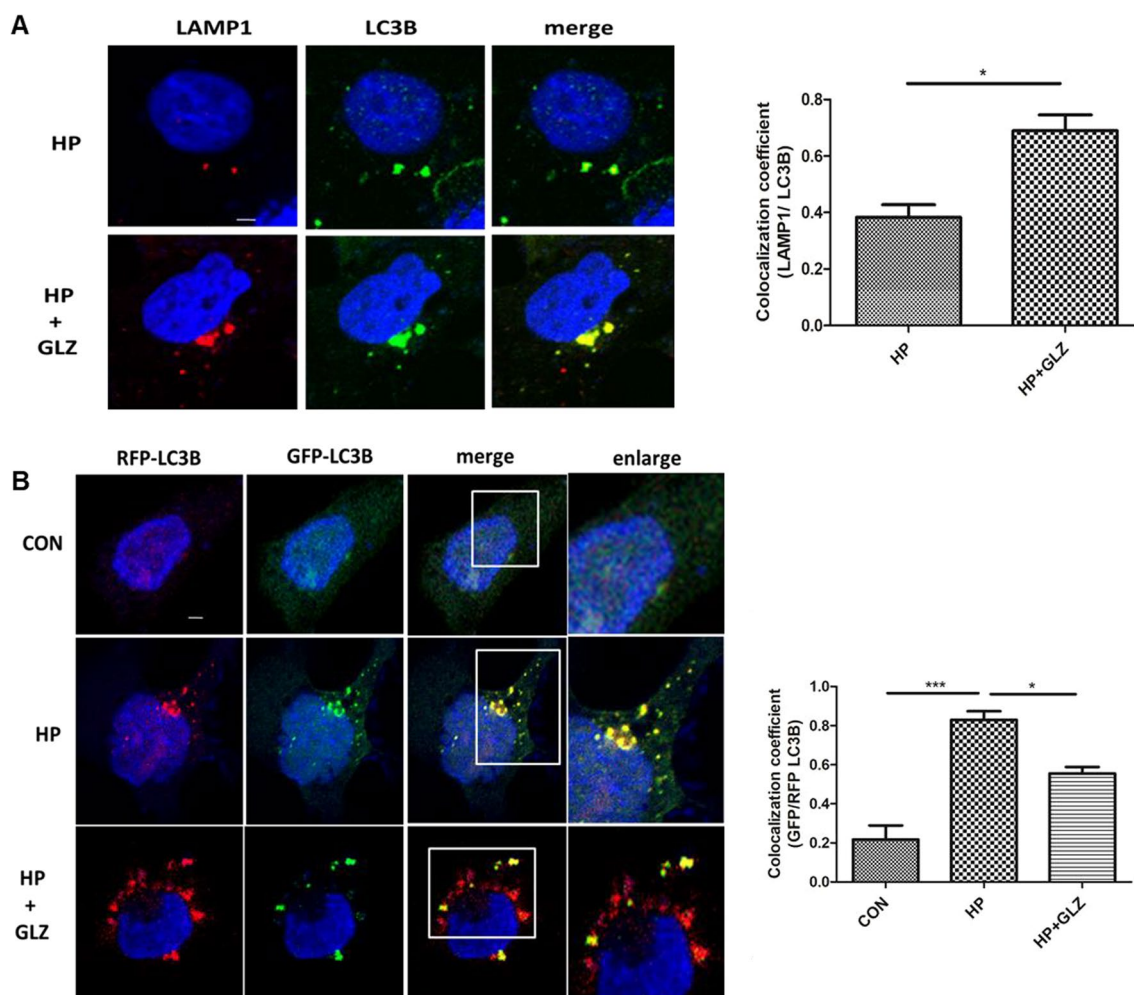 A
LAMP1 LC3B merge
HP
HP
+
GLZ
*
Colocalization coefficient
(LAMP1/ LC3B)
0.8
0.6
0.4
0.2
0.0
HP
HP+GLZ
B
RFP-LC3B GFP-LC3B merge enlarge
CON
HP
HP
+
GLZ
*** *
Colocalization coefficient
(GFP/RFP LC3B)
1.0
0.8
0.6
0.4
0.2
0.0
CON
HP
HP+GLZ